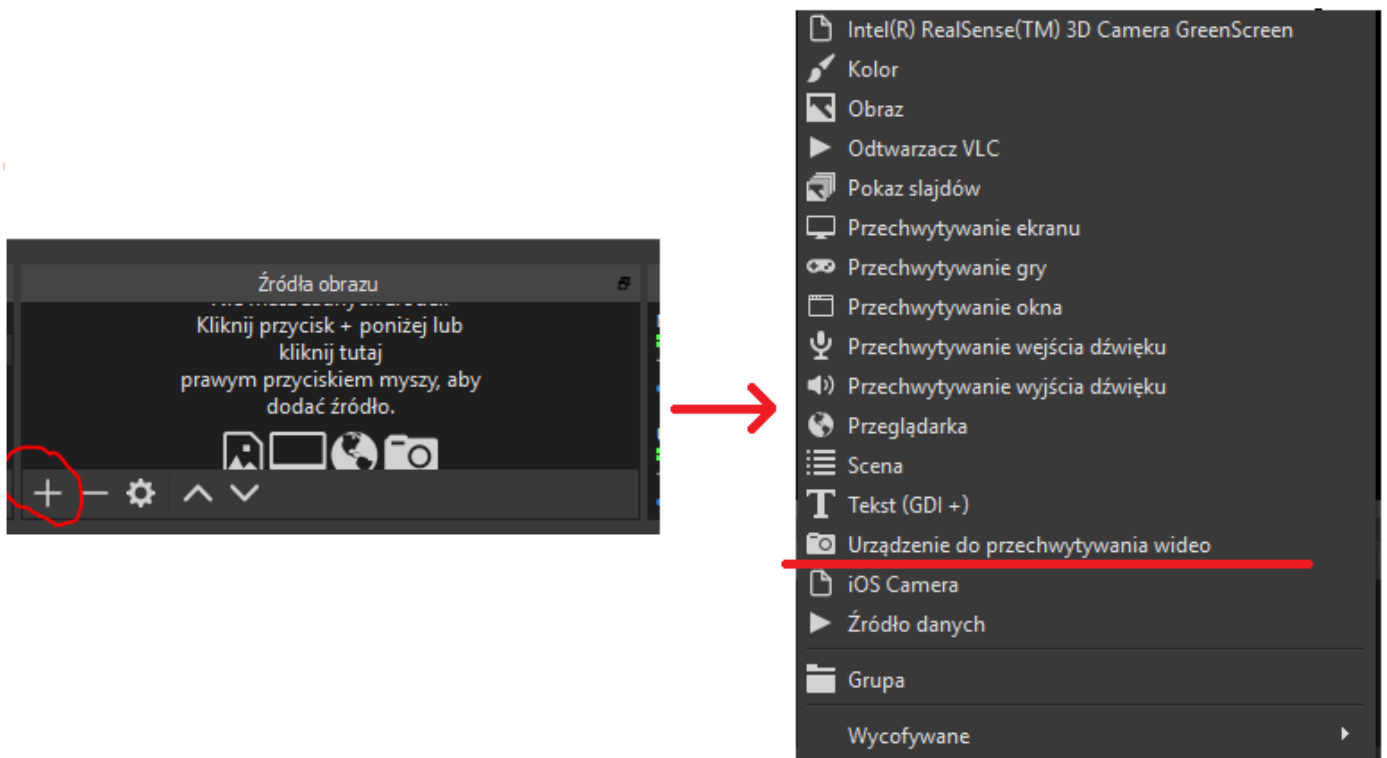 Źródła obrazu
Kliknij przycisk + poniżej lub
kliknij tutaj
prawym przyciskiem myszy, aby
dodać źródło.
Intel(R) RealSense(TM) 3D Camera GreenScreen
Kolor
Obraz
Odtwarzacz VLC
Pokaz slajdów
Przechwytywanie ekranu
Przechwytywanie gry
Przechwytywanie okna
Przechwytywanie wejścia dźwięku
Przechwytywanie wyjścia dźwięku
Przeglądarka
Scena
Tekst (GDI +)
Urządzenie do przechwytywania wideo
iOS Camera
Źródło danych
Grupa
Wycofywane